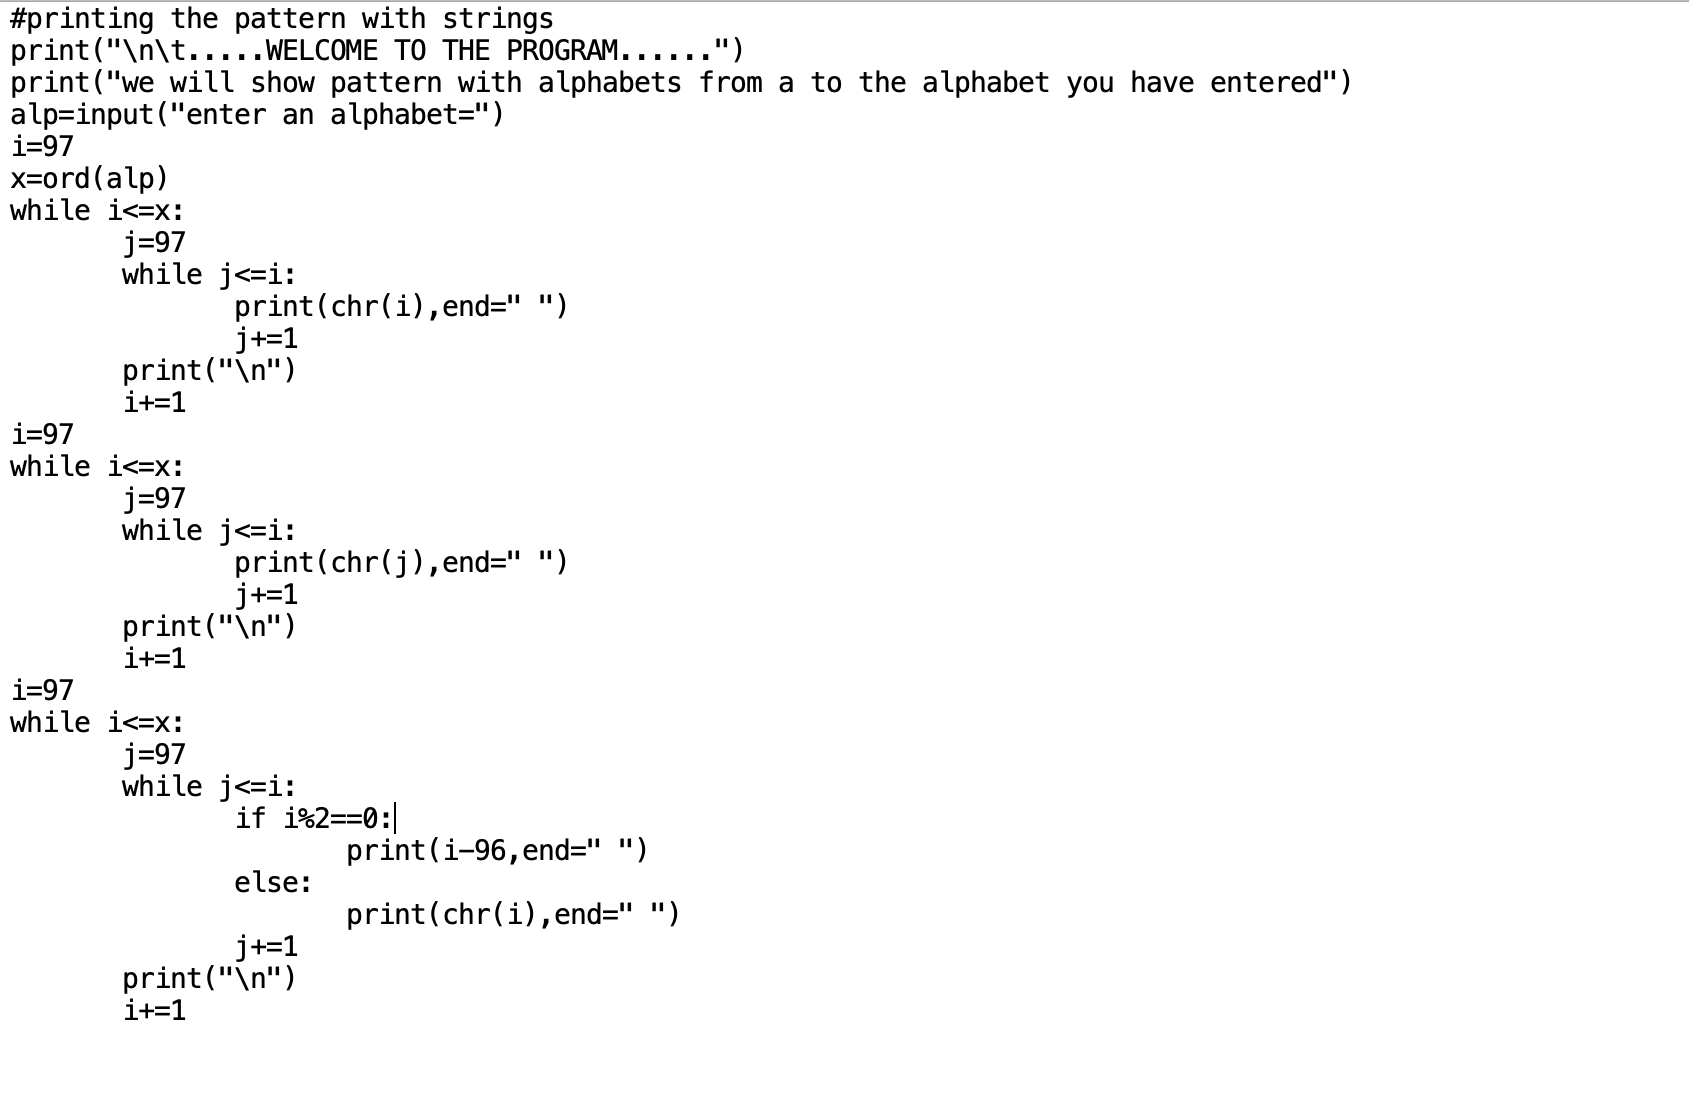 #printing the pattern with strings
print("\n\t.....WELCOME TO THE PROGRAM......")
print("we will show pattern with alphabets from a to the alphabet you have entered")
alp=input("enter an alphabet=")
i=97
x=ord(alp)
while i<=x:
	j=97
	while j<=i:
		print(chr(i),end=" ")
		j+=1
	print("\n")
	i+=1
i=97
while i<=x:
	j=97
	while j<=i:
		print(chr(j),end=" ")
		j+=1
	print("\n")
	i+=1
i=97
while i<=x:
	j=97
	while j<=i:
		if i%2==0:
			print(i-96,end=" ")
		else:
			print(chr(i),end=" ")
		j+=1
	print("\n")
	i+=1